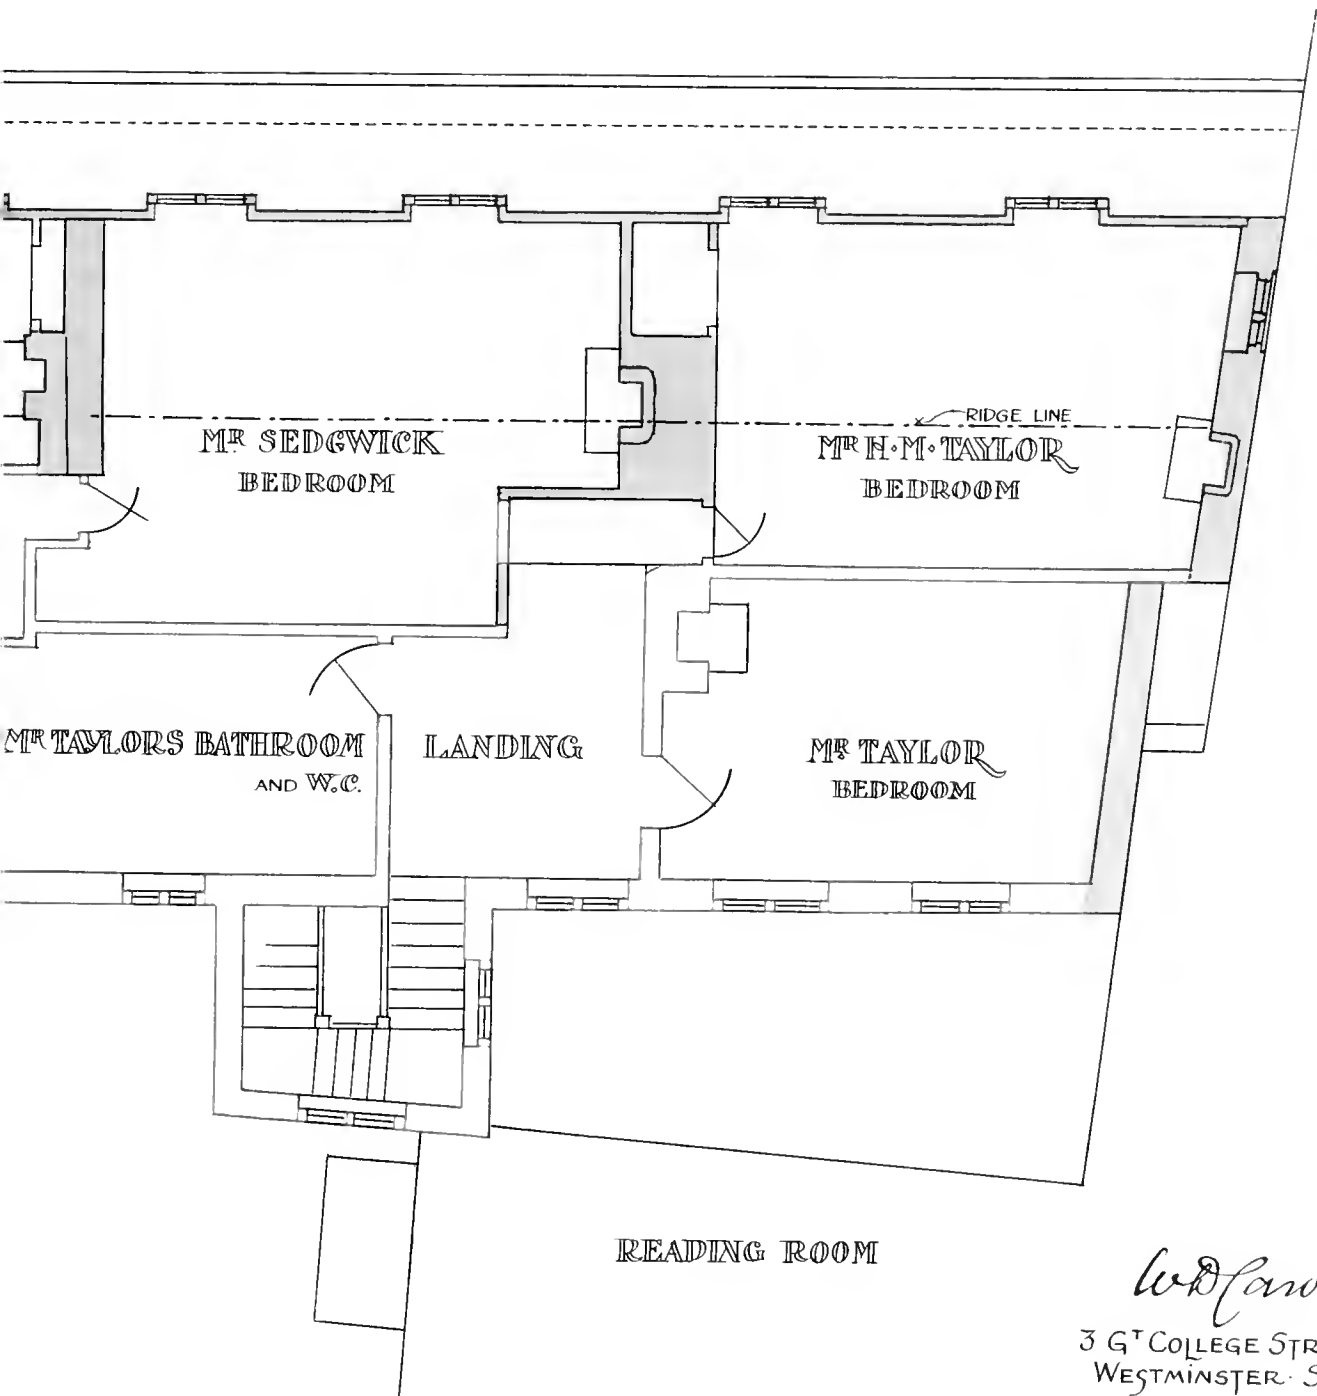 RIDGE LINE
MR SEDGWICK
BEDROOM
MR H·M·TAYLOR
BEDROOM
MR TAYLORS BATHROOM
AND W.C.
LANDING
MR TAYLOR
BEDROOM
READING ROOM
3 GT COLLEGE STR
WESTMINSTER· S